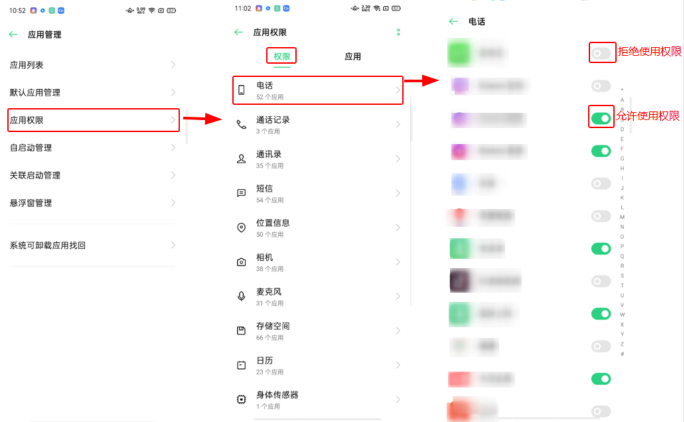 10:52
应用管理
应用列表
默认应用管理
应用权限
自启动管理
关联启动管理
悬浮窗管理
系统可卸载应用找回
11:02
应用权限
权限
应用
电话
52 个应用
通话记录
3 个应用
通讯录
35 个应用
短信
54 个应用
位置信息
50 个应用
相机
38 个应用
麦克风
31 个应用
存储空间
66 个应用
日历
23 个应用
身体传感器
1 个应用
电话
拒绝使用权限
允许使用权限
A
D
E
F
G
H
I
J
K
L
M
N
O
P
Q
R
S
T
U
V
W
X
Y
Z
#